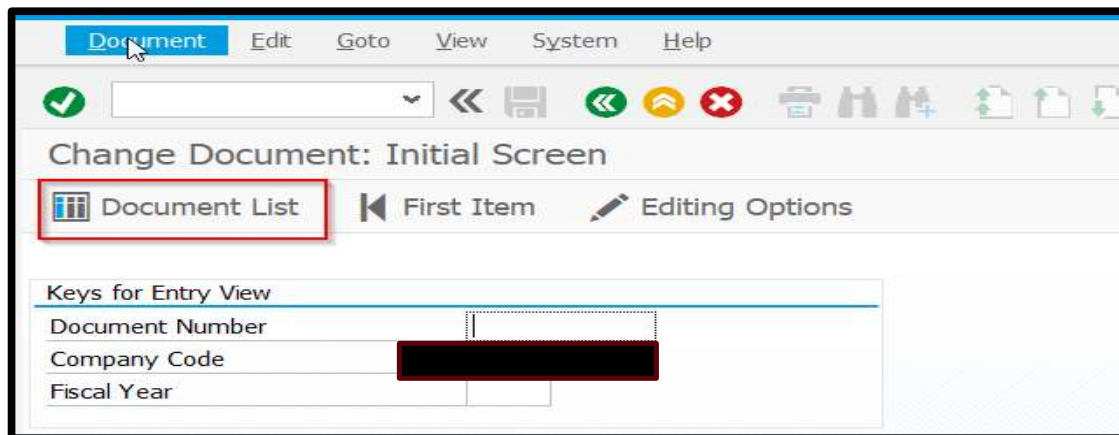 Document Edit Goto View System Help
Change Document: Initial Screen
Document List First Item Editing Options
Keys for Entry View
Document Number
Company Code
Fiscal Year